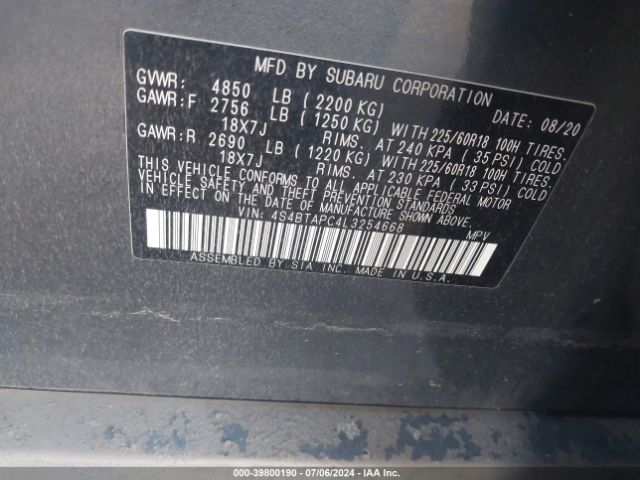 MFD BY SUBARU CORPORATION
GVWR: 4850 LB ( 2200 KG) DATE: 08/20
GAWR:F 2756 LB ( 1250 KG) WITH 225/60R18 100H TIRES.
18X7J RIMS. AT 240 KPA ( 35 PSI) COLD
GAWR:R 2690 LB ( 1220 KG) WITH 225/60R18 100H TIRES.
18X7J RIMS. AT 230 KPA ( 33 PSI) COLD
THIS VEHICLE CONFORMS TO ALL APPLICABLE FEDERAL MOTOR
VEHICLE SAFETY AND THEFT PREVENTION STANDARDS
IN EFFECT ON THE DATE OF MANUFACTURE SHOWN ABOVE.
VIN: 4S4BTAPC4L3254668 MPV
ASSEMBLED BY SIA INC. MADE IN U.S.A.
000-39800190 - 07/06/2024 - IAA Inc.